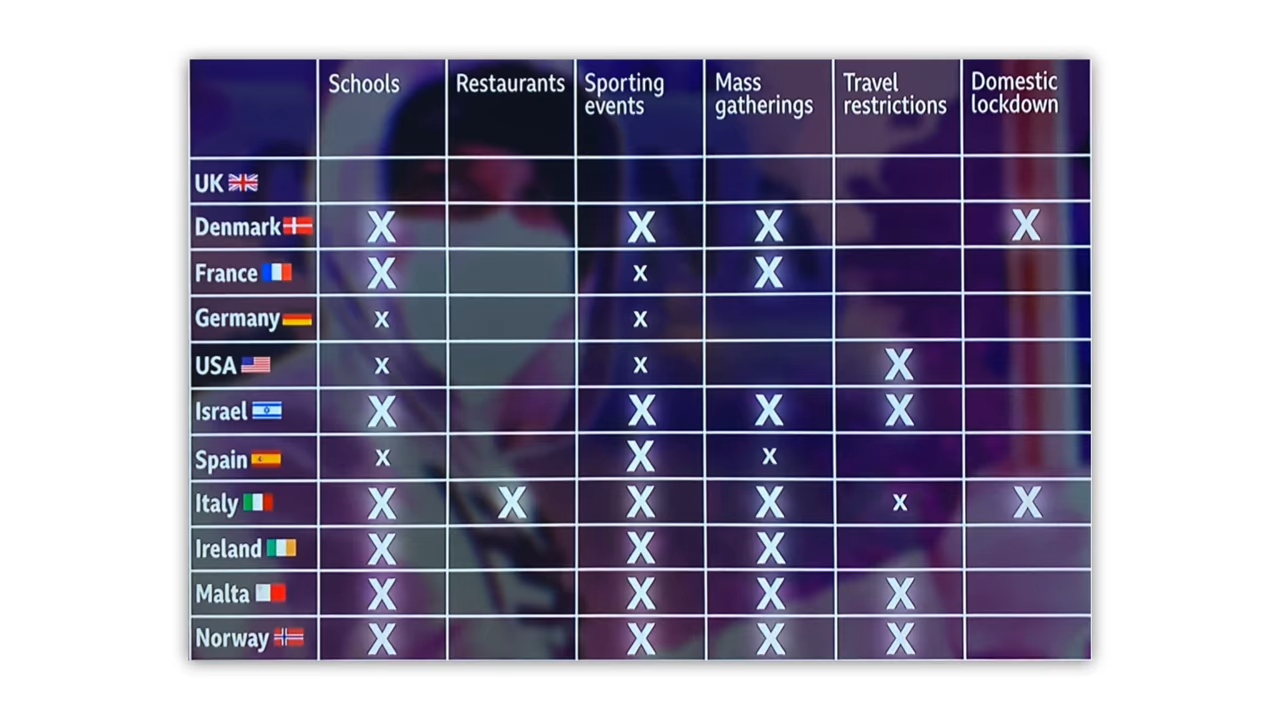 Schools Restaurants Sporting events Mass gatherings Travel restrictions Domestic lockdown
UK
Denmark X X X X
France X x X
Germany x x
USA x x X
Israel X X X X
Spain x X x
Italy X X X X x X
Ireland X X X
Malta X X X X
Norway X X X X